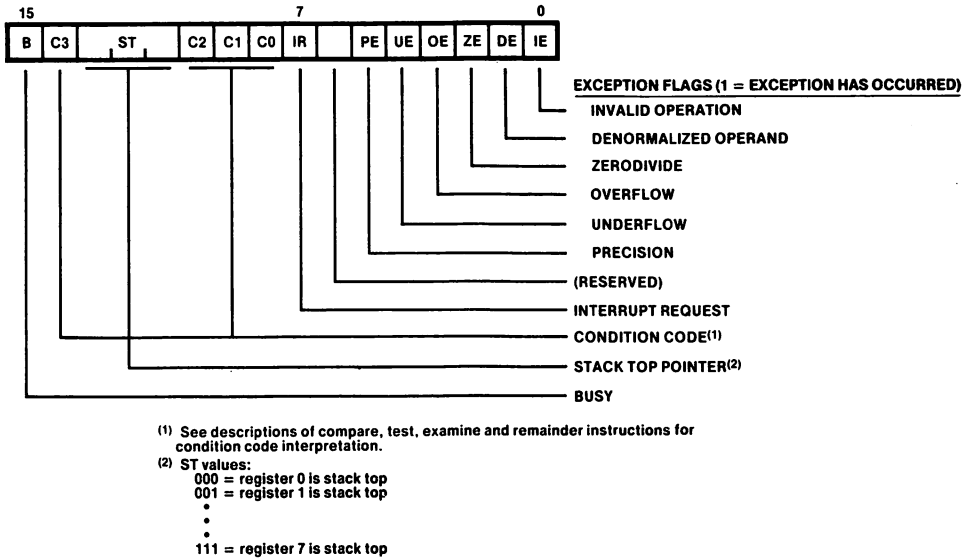 15 7 0
B C3 ST C2 C1 C0 IR PE UE OE ZE DE IE
EXCEPTION FLAGS (1 = EXCEPTION HAS OCCURRED)
INVALID OPERATION
DENORMALIZED OPERAND
ZERODIVIDE
OVERFLOW
UNDERFLOW
PRECISION
(RESERVED)
INTERRUPT REQUEST
CONDITION CODE(1)
STACK TOP POINTER(2)
BUSY
(1) See descriptions of compare, test, examine and remainder instructions for
condition code interpretation.
(2) ST values:
000 = register 0 is stack top
001 = register 1 is stack top
•
•
•
111 = register 7 is stack top